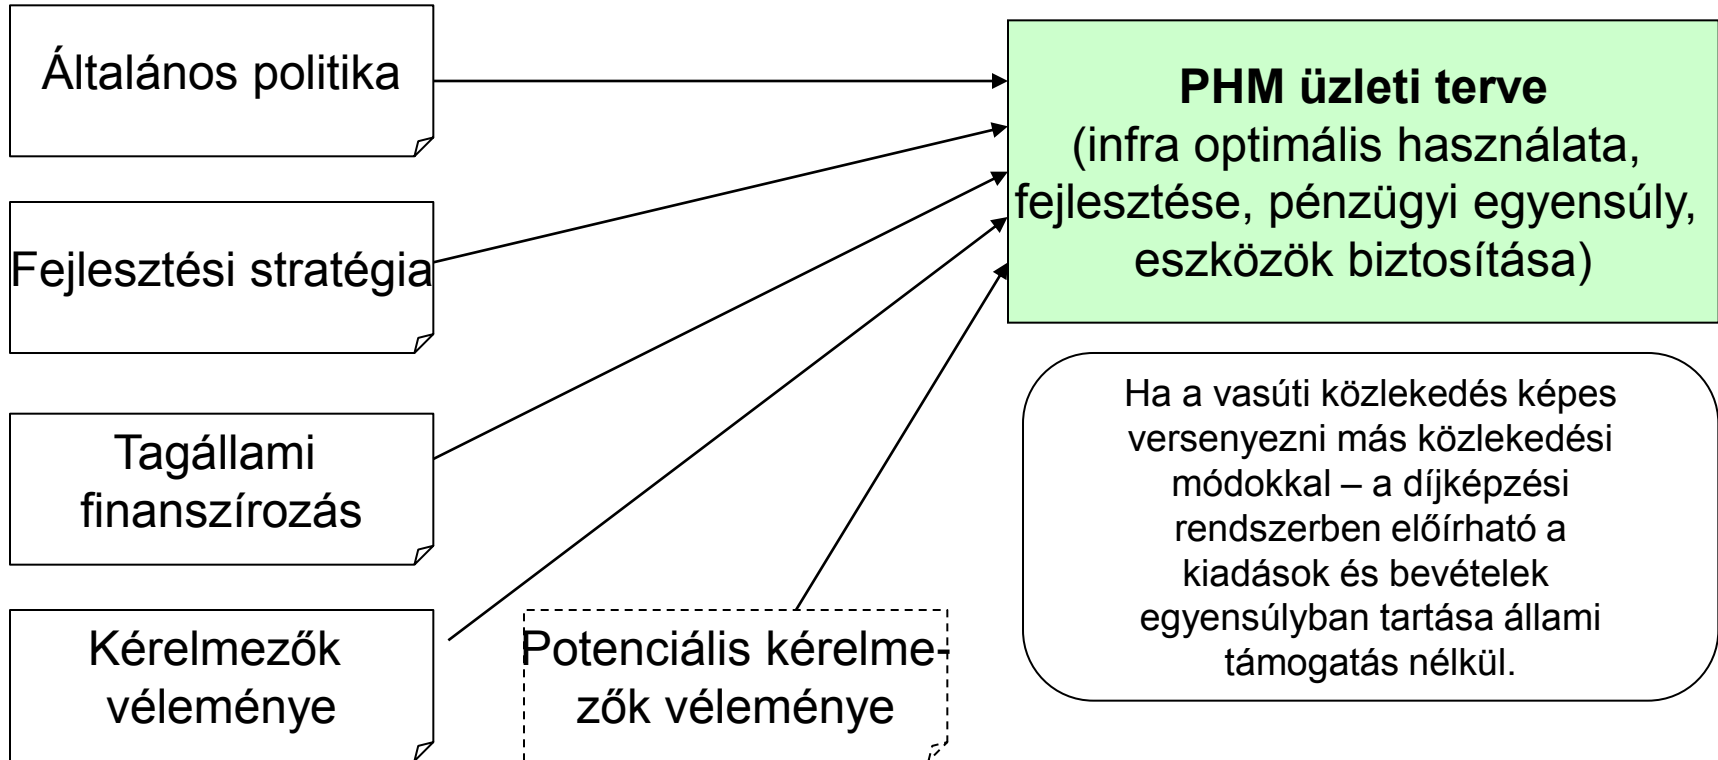 Általános politika
Fejlesztési stratégia
Tagállami
finanszírozás
Kérelmezők
véleménye
Potenciális kérelme-
zők véleménye
PHM üzleti terve
(infra optimális használata,
fejlesztése, pénzügyi egyensúly,
eszközök biztosítása)
Ha a vasúti közlekedés képes
versenyezni más közlekedési
módokkal – a díjképzési
rendszerben előírható a
kiadások és bevételek
egyensúlyban tartása állami
támogatás nélkül.